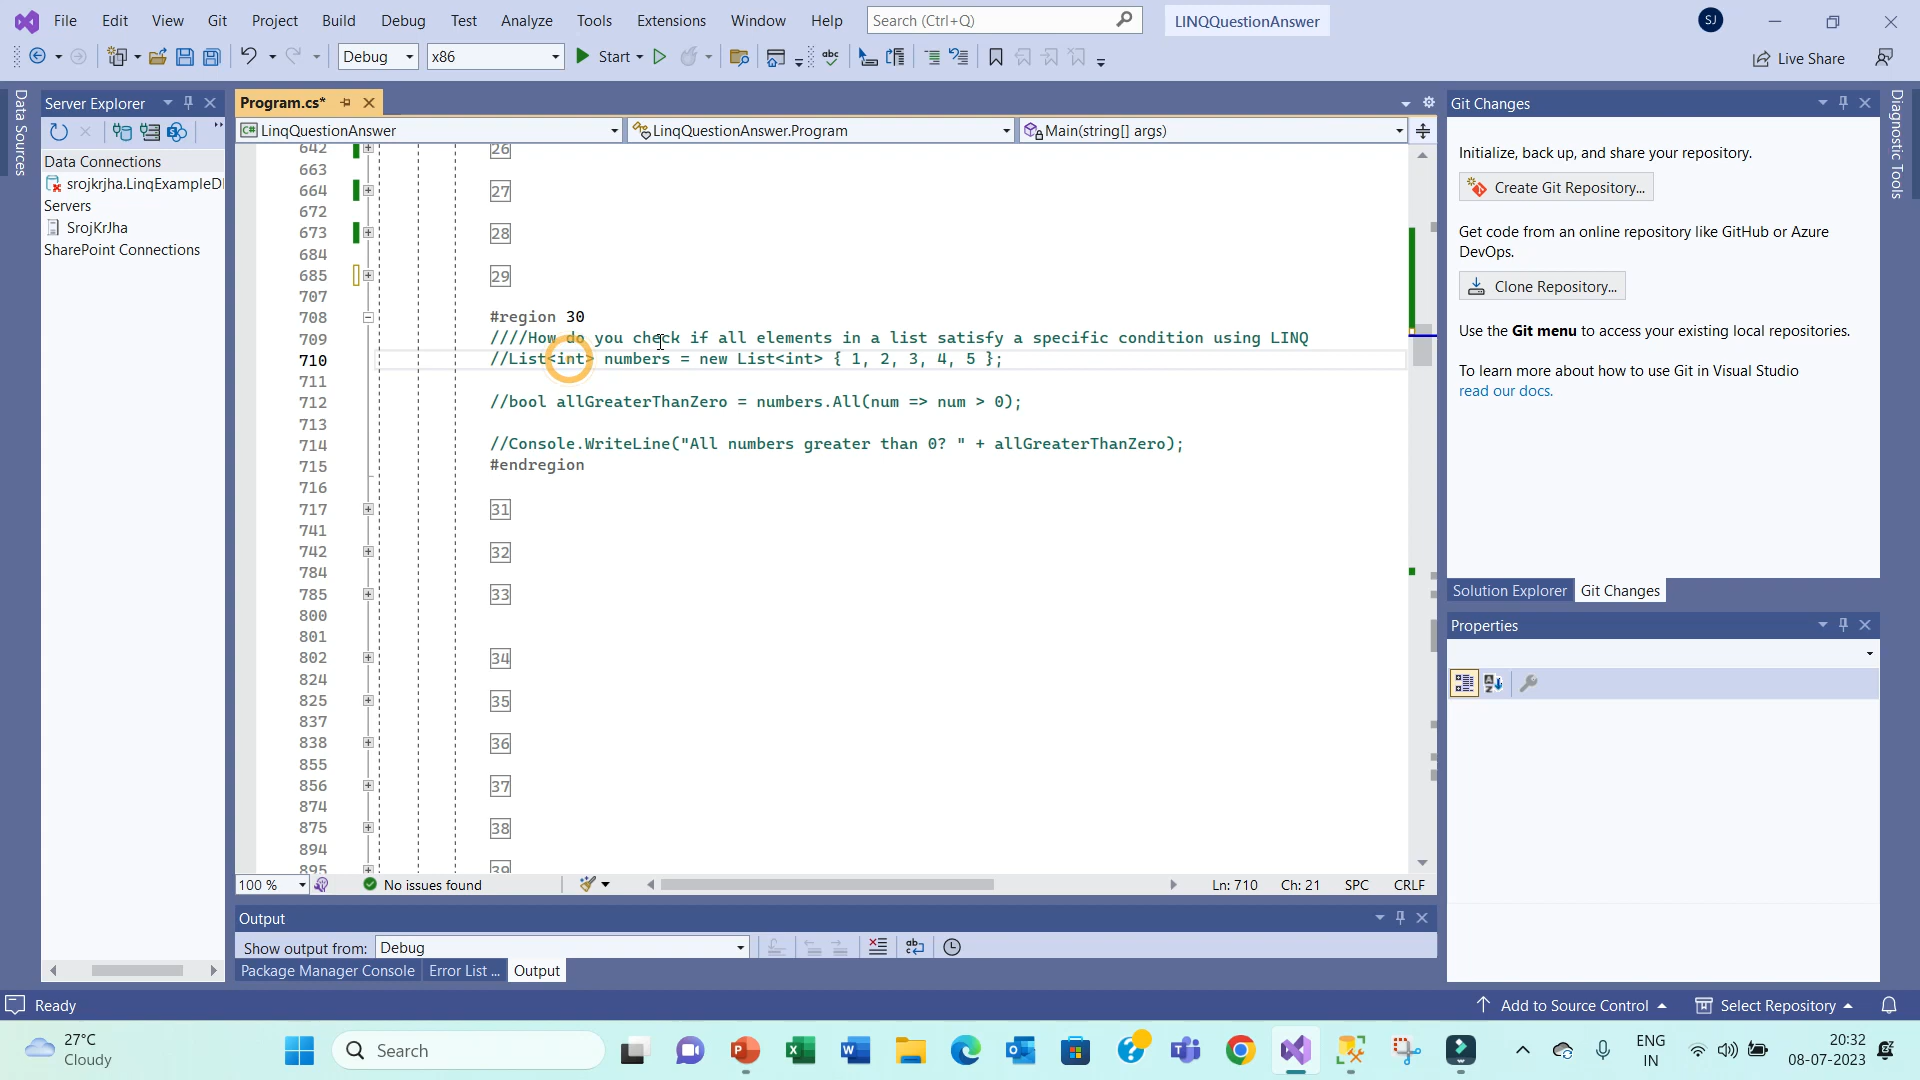 File Edit View Git Project Build Debug Test Analyze Tools Extensions Window Help Search (Ctrl+Q) LINQQuestionAnswer SJ
Debug x86 Start Live Share
Data Sources
Server Explorer
Data Connections
srojkrjha.LinqExampleD
Servers
SrojKrJha
SharePoint Connections
Program.cs*
LinqQuestionAnswer LinqQuestionAnswer.Program Main(string[] args)
642 26
663
664 27
672
673 28
684
685 29
707
708 #region 30
709 ////How do you check if all elements in a list satisfy a specific condition using LINQ
710 //List<int> numbers = new List<int> { 1, 2, 3, 4, 5 };
711
712 //bool allGreaterThanZero = numbers.All(num => num > 0);
713
714 //Console.WriteLine("All numbers greater than 0? " + allGreaterThanZero);
715 #endregion
716
717 31
741
742 32
784
785 33
800
801
802 34
824
825 35
837
838 36
855
856 37
874
875 38
894
895 39
100 % No issues found Ln: 710 Ch: 21 SPC CRLF
Output
Show output from: Debug
Package Manager Console Error List ... Output
Git Changes
Initialize, back up, and share your repository.
Create Git Repository...
Get code from an online repository like GitHub or Azure
DevOps.
Clone Repository...
Use the Git menu to access your existing local repositories.
To learn more about how to use Git in Visual Studio
read our docs.
Solution Explorer Git Changes
Properties
Diagnostic Tools
Ready Add to Source Control Select Repository
27°C
Cloudy
Search
ENG
IN
20:32
08-07-2023